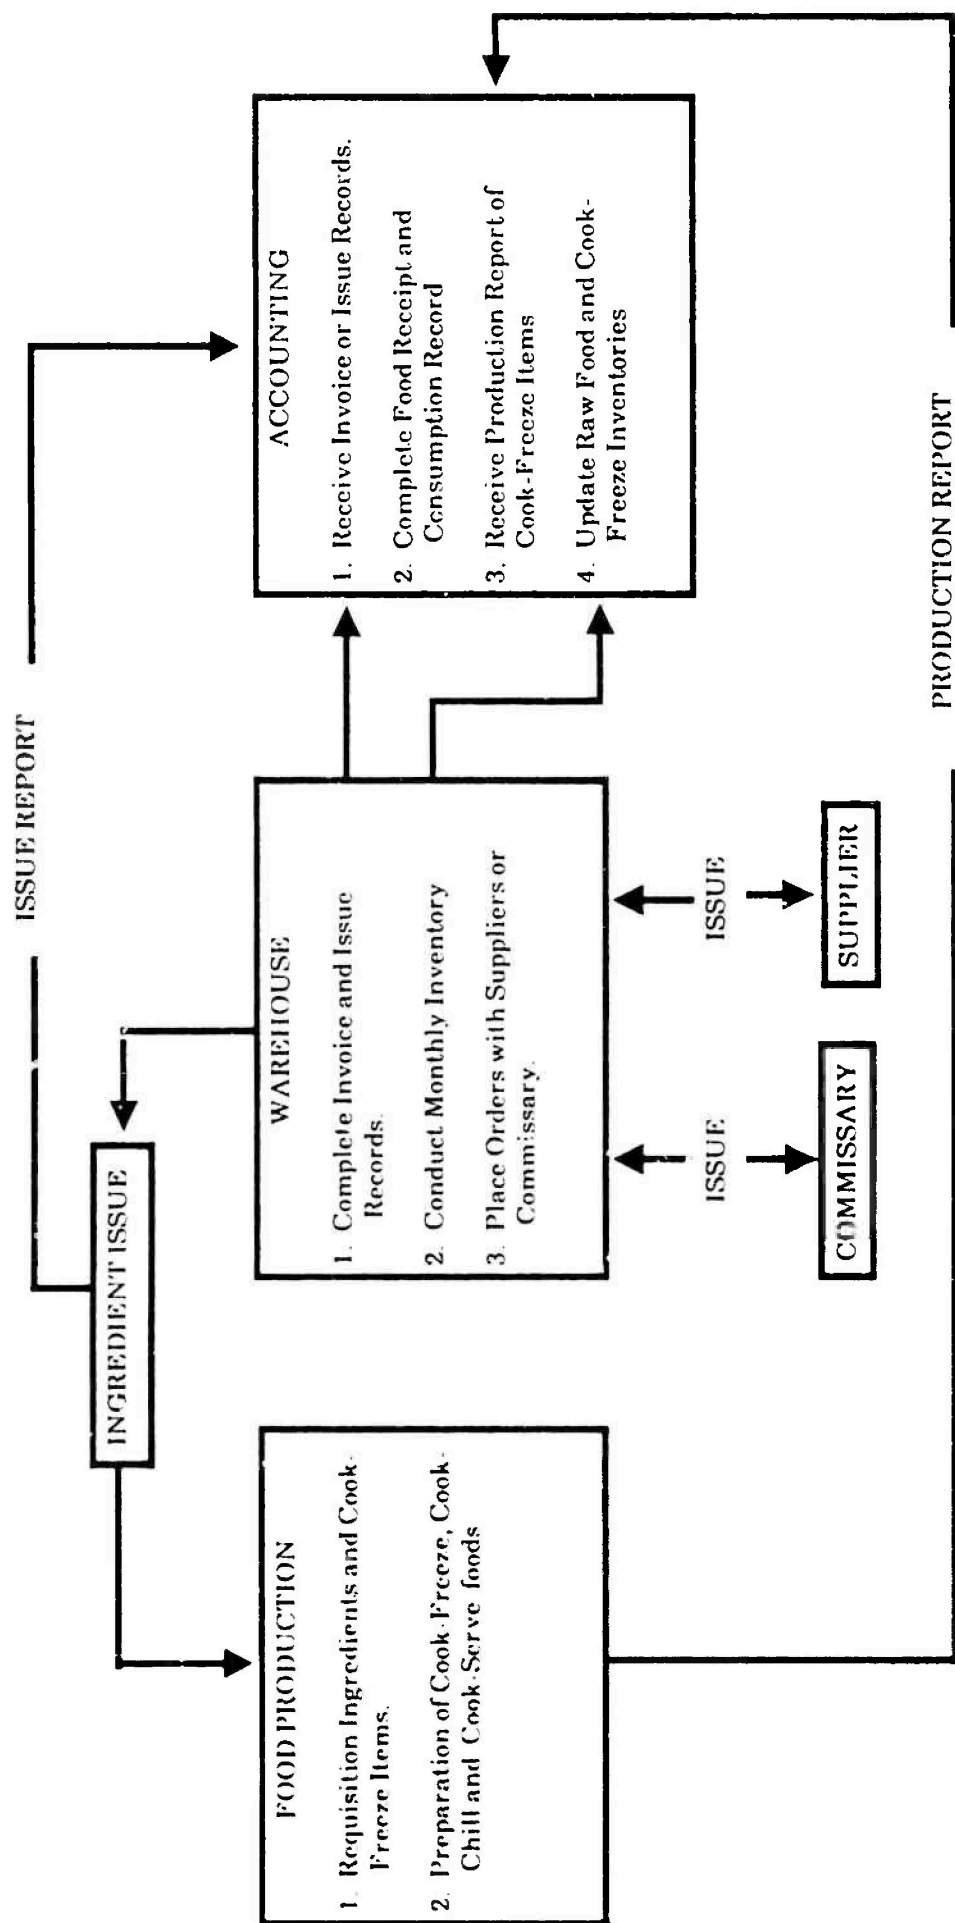 ISSUE REPORT
INGREDIENT ISSUE
FOOD PRODUCTION
1. Requisition Ingredients and Cook-
Freeze Items.
2. Preparation of Cook-Freeze, Cook-
Chill and Cook-Serve foods
WAREHOUSE
1. Complete Invoice and Issue
Records.
2. Conduct Monthly Inventory
3. Place Orders with Suppliers or
Commissary.
ACCOUNTING
1. Receive Invoice or Issue Records.
2. Complete Food Receipt and
Consumption Record
3. Receive Production Report of
Cook-Freeze Items
4. Update Raw Food and Cook-
Freeze Inventories
ISSUE
ISSUE
COMMISSARY
SUPPLIER
PRODUCTION REPORT